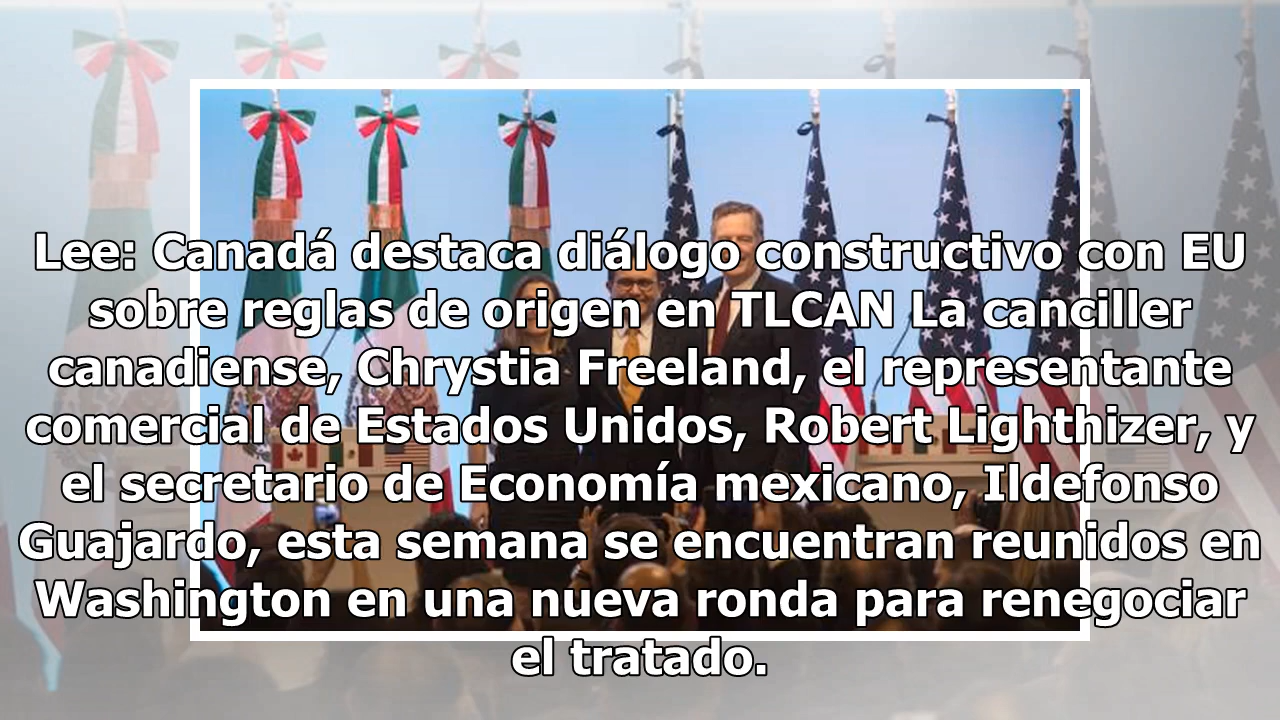 Lee: Canadá destaca diálogo constructivo con EU
sobre reglas de origen en TLCAN La canciller
canadiense, Chrystia Freeland, el representante
comercial de Estados Unidos, Robert Lighthizer, y
el secretario de Economía mexicano, Ildefonso
Guajardo, esta semana se encuentran reunidos en
Washington en una nueva ronda para renegociar
el tratado.